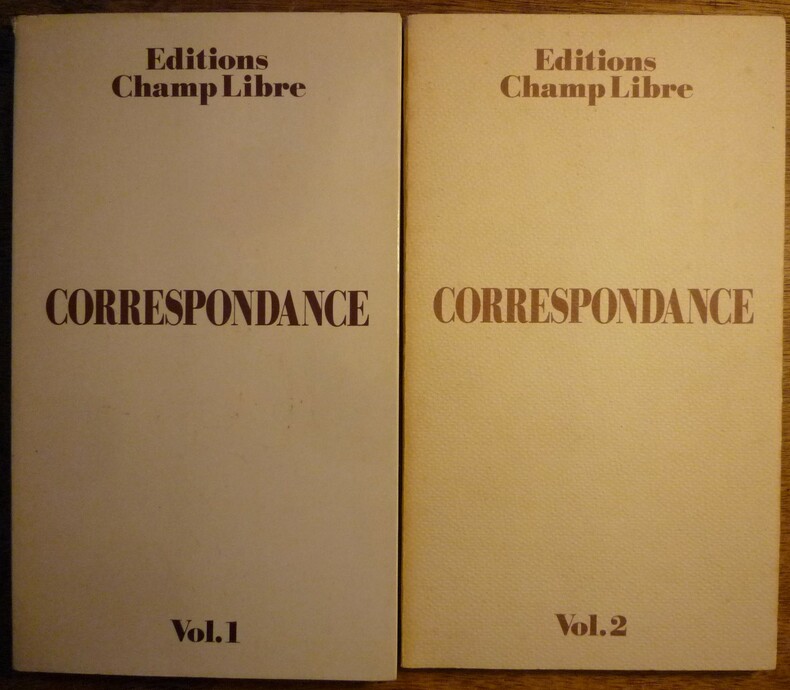 Editions
Champ Libre
CORRESPONDANCE
Vol. 1
Editions
Champ Libre
CORRESPONDANCE
Vol. 2